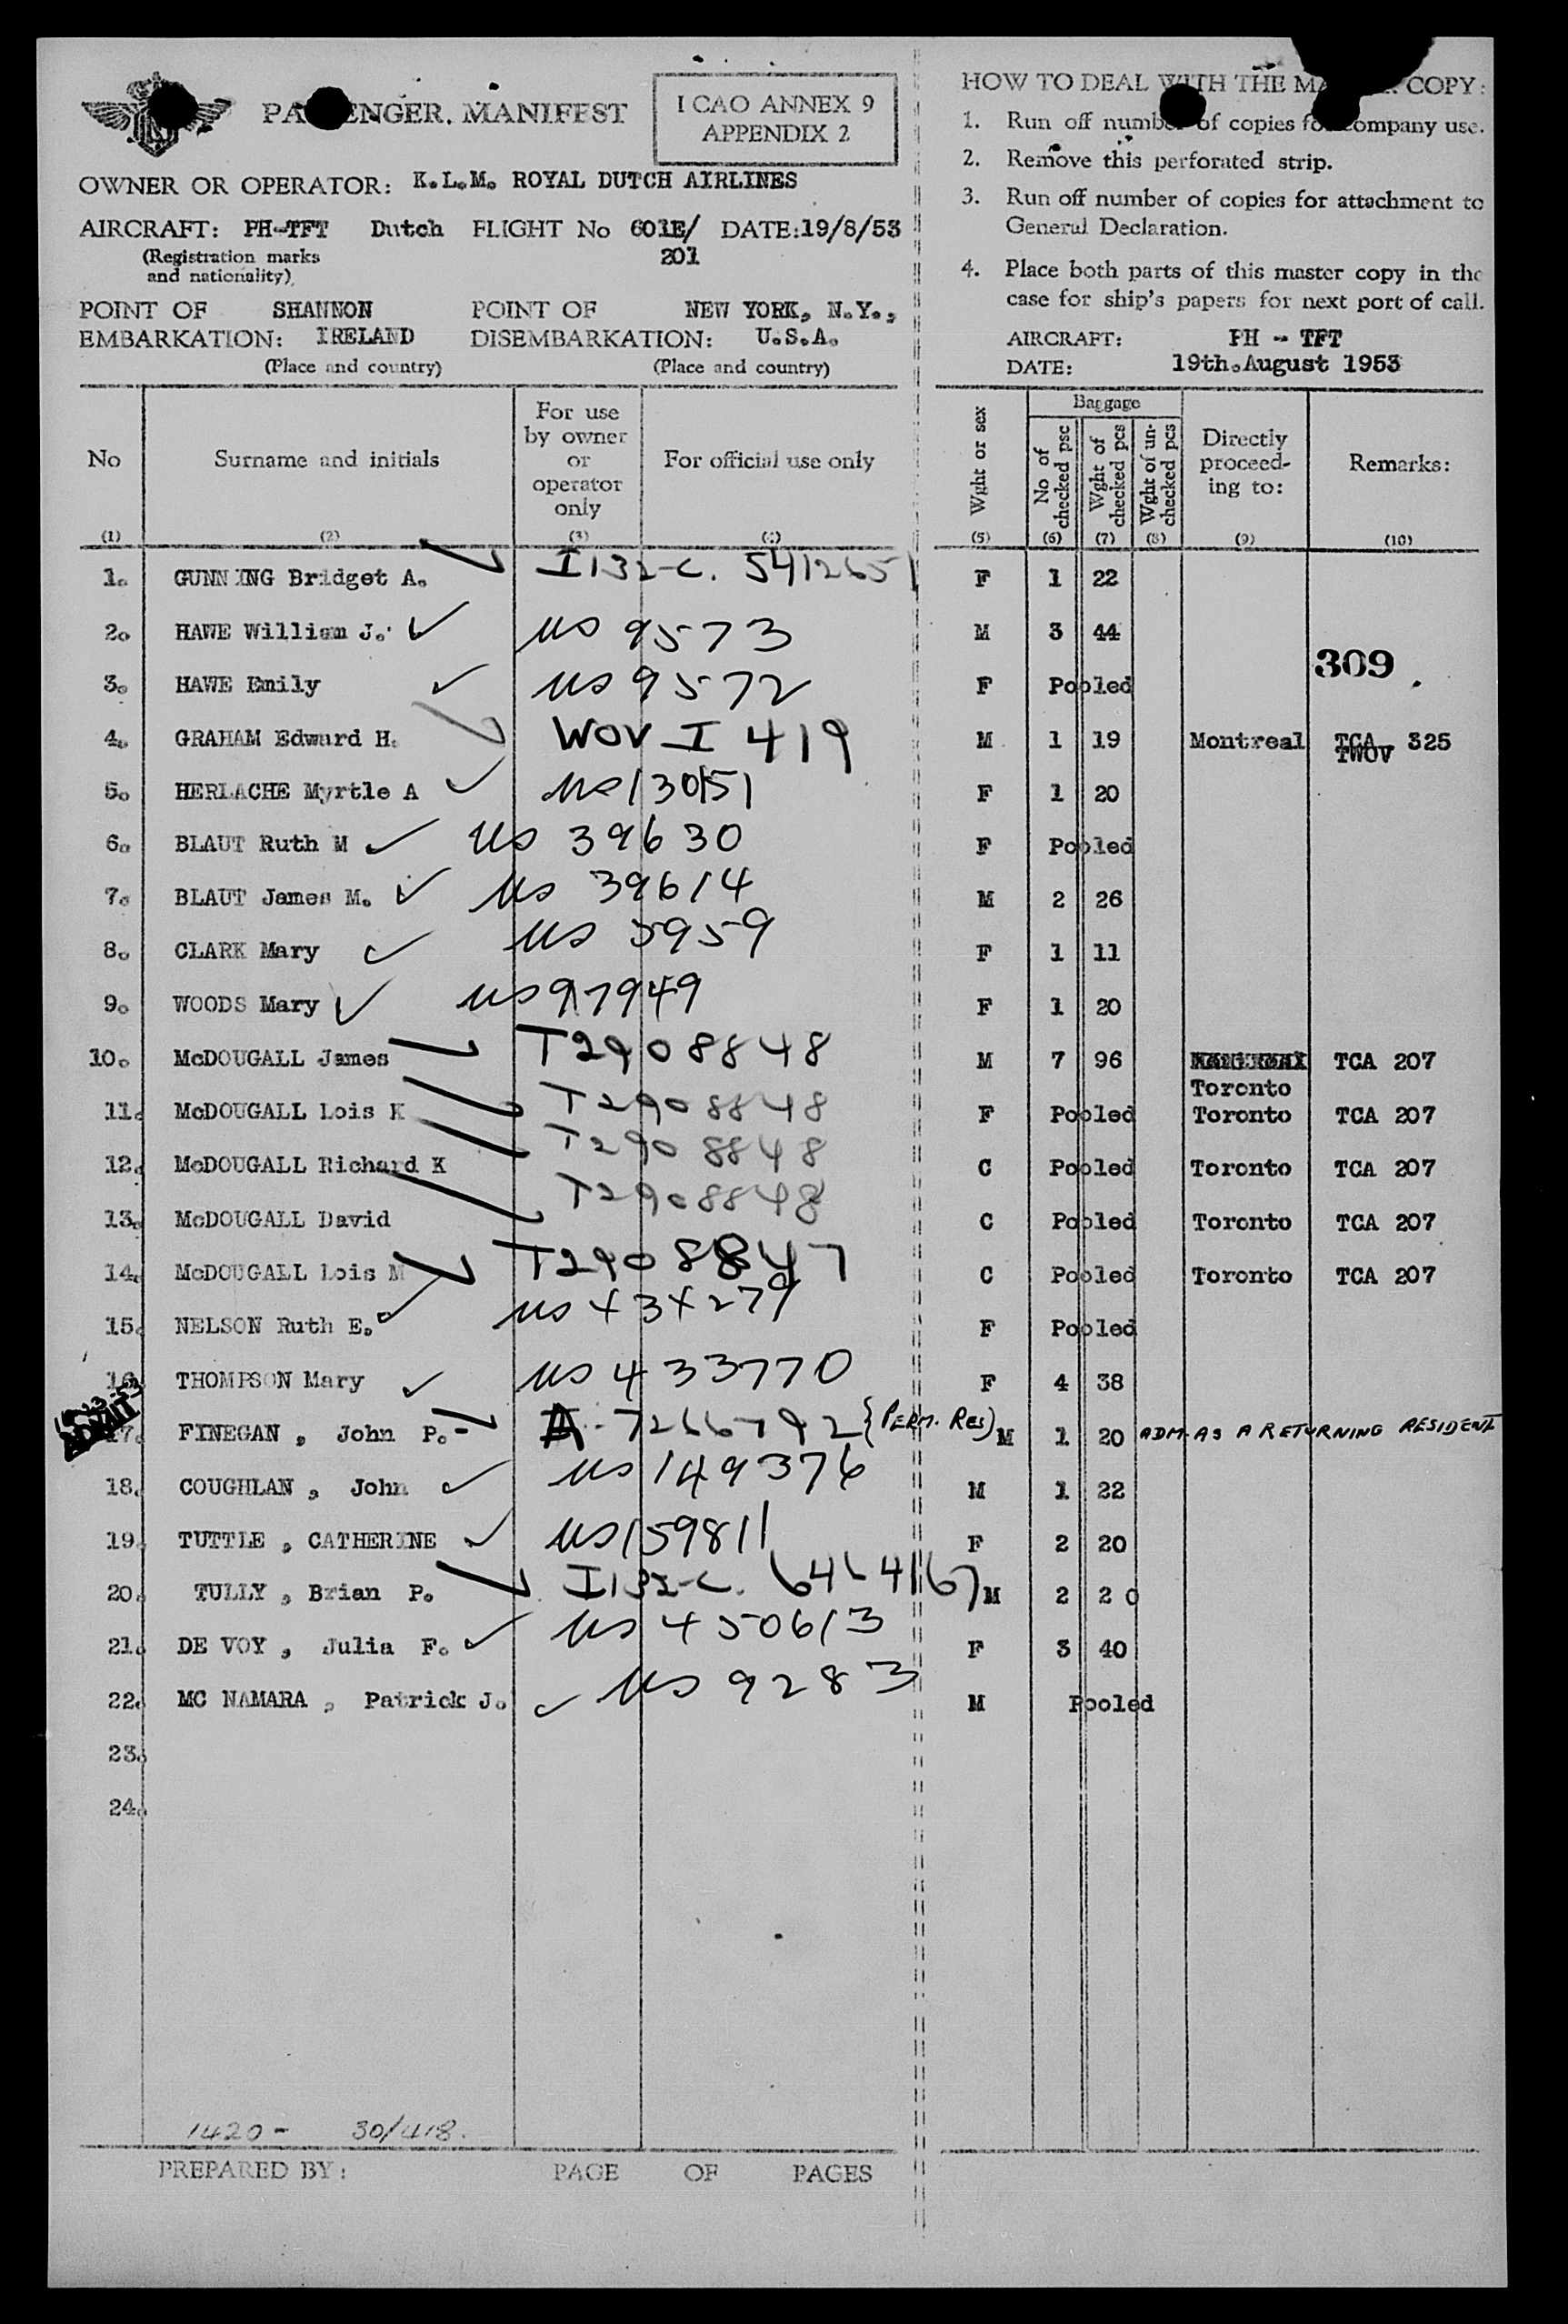 PASSENGER. MANIFEST
I CAO ANNEX 9
APPENDIX 2
OWNER OR OPERATOR: K.L.M. ROYAL DUTCH AIRLINES
AIRCRAFT: PH-TFT Dutch FLIGHT No 601E/ DATE: 19/8/53
(Registration marks 201
and nationality)
POINT OF SHANNON POINT OF NEW YORK, N.Y.,
EMBARKATION: IRELAND DISEMBARKATION: U.S.A.
(Place and country) (Place and country)
HOW TO DEAL WITH THE MASTER COPY:
1. Run off number of copies for company use.
2. Remove this perforated strip.
3. Run off number of copies for attachment to
General Declaration.
4. Place both parts of this master copy in the
case for ship's papers for next port of call.
AIRCRAFT: PH - TFT
DATE: 19th.August 1953
No Surname and initials For use by owner or operator only For official use only Wght or sex Baggage No of checked psc Wght of checked pcs Wght of un-checked pcs Directly proceed-ing to: Remarks:
(1) (2) (3) (4) (5) (6) (7) (8) (9) (10)
1. GUNNING Bridget A. I132-C. 5412651 F 1 22
2. HAWE William J. US 9573 M 3 44
309
3. HAWE Emily US 9572 F Pooled
4. GRAHAM Edward H. WOV I 419 M 1 19 Montreal TCA - 325
TWOV
5. HERLACHE Myrtle A US 130151 F 1 20
6. BLAUT Ruth M US 39630 F Pooled
7. BLAUT James M. US 39614 M 2 26
8. CLARK Mary US 5959 F 1 11
9. WOODS Mary US 97949 F 1 20
10. McDOUGALL James T2908848 M 7 96 TCA 207
Toronto
11. McDOUGALL Lois K T2908848 F Pooled Toronto TCA 207
12. McDOUGALL Richard K T2908848 C Pooled Toronto TCA 207
13. McDOUGALL David T2908848 C Pooled Toronto TCA 207
14. McDOUGALL Lois M T2908847 C Pooled Toronto TCA 207
15. NELSON Ruth E. US 434279 F Pooled
16. THOMPSON Mary US 433770 F 4 38
ADMIT
17. FINEGAN , John P. A-7266792 (PERM. RES) M 1 20 ADM. AS A RETURNING RESIDENT
18. COUGHLAN , John US 149376 M 1 22
19. TUTTLE , CATHERINE US 159811 F 2 20
20. TULLY , Brian P. I132-C. 6464167 M 2 2 0
21. DE VOY , Julia F. US 450613 F 3 40
22. MC NAMARA , Patrick J. US 9283 M Pooled
23.
24.
1420- 30/418.
PREPARED BY: PAGE OF PAGES